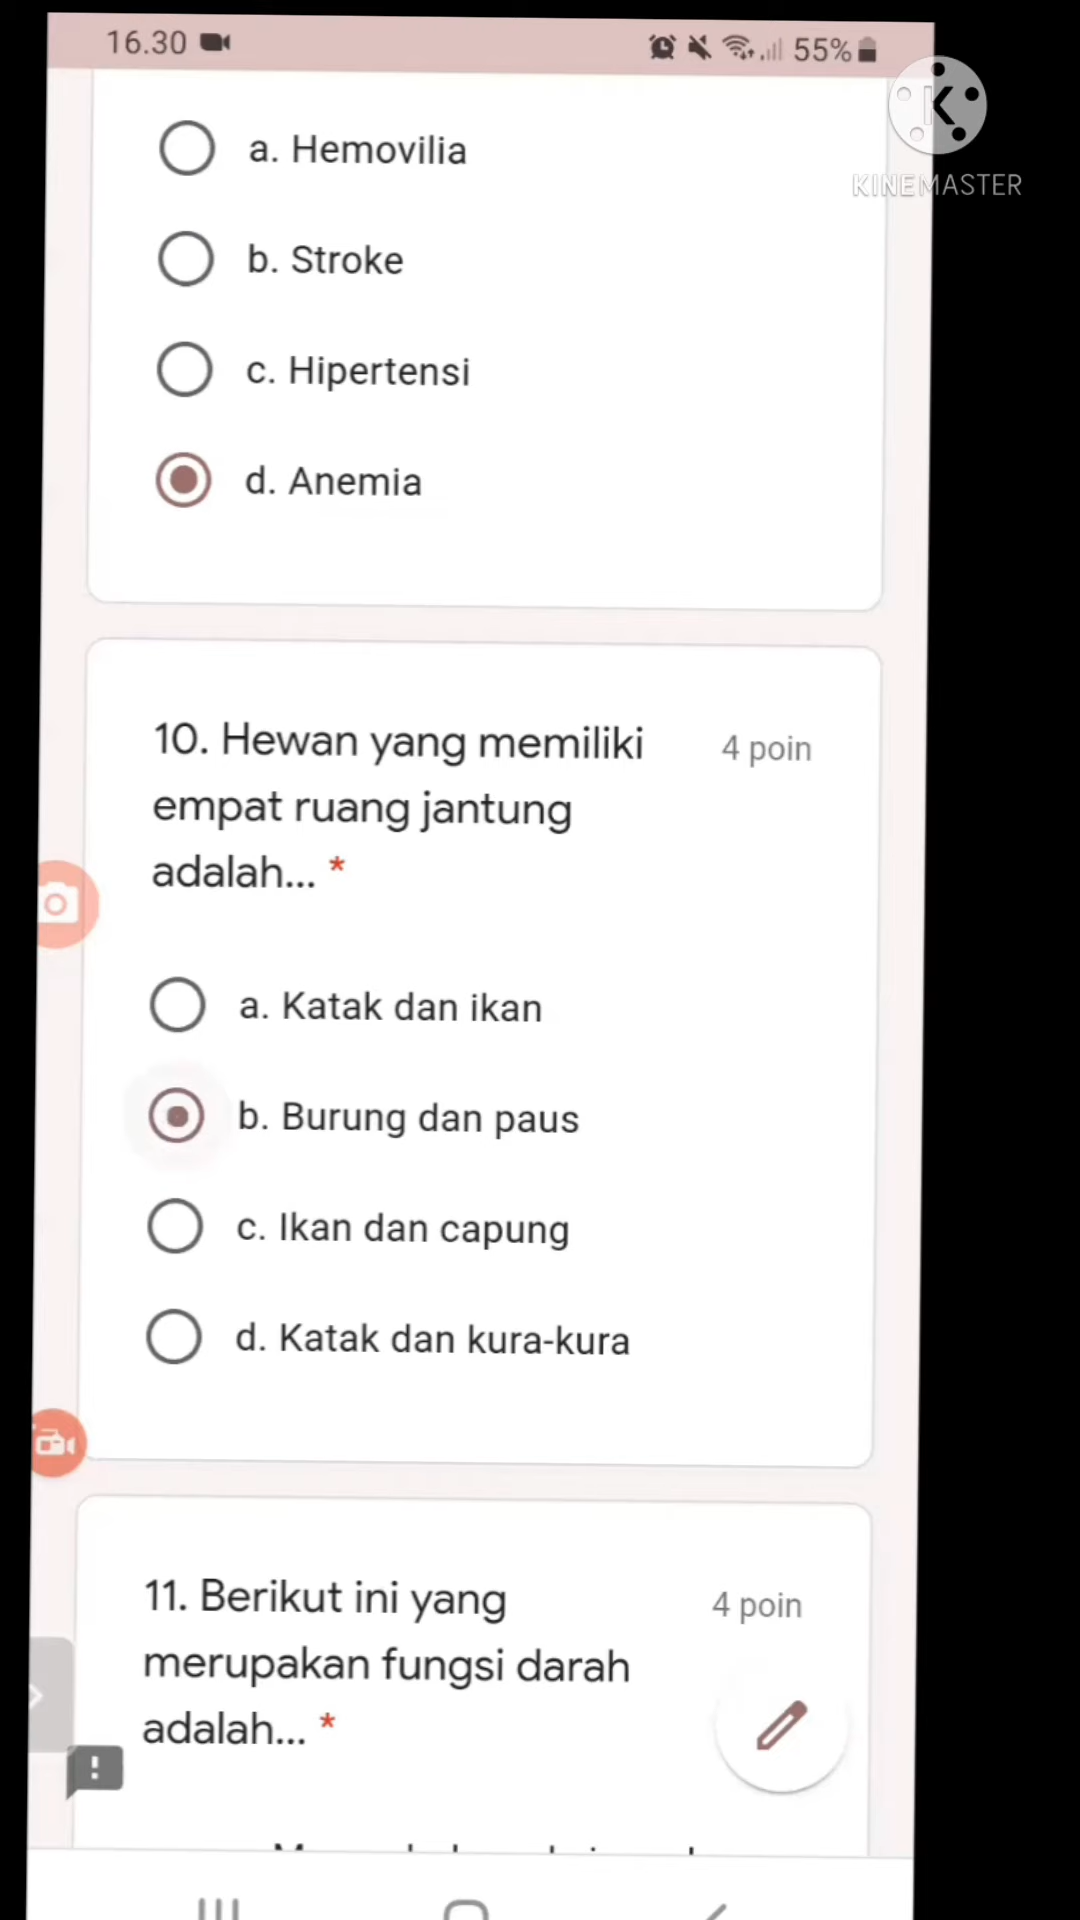 16.30
55%
KINEMASTER
a. Hemovilia
b. Stroke
c. Hipertensi
d. Anemia
10. Hewan yang memiliki
4 poin
empat ruang jantung
adalah... *
a. Katak dan ikan
b. Burung dan paus
c. Ikan dan capung
d. Katak dan kura-kura
11. Berikut ini yang
4 poin
merupakan fungsi darah
adalah... *